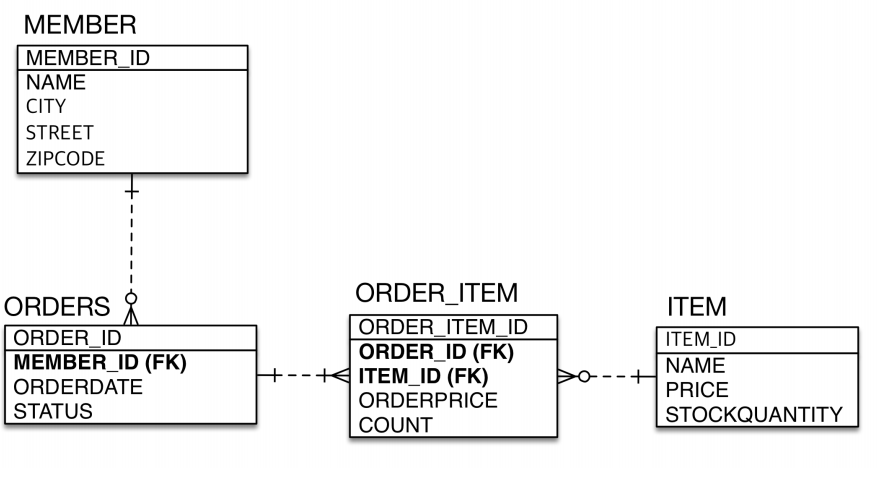 MEMBER
MEMBER_ID
NAME
CITY
STREET
ZIPCODE
ORDERS
ORDER_ID
MEMBER_ID (FK)
ORDERDATE
STATUS
ORDER_ITEM
ORDER_ITEM_ID
ORDER_ID (FK)
ITEM_ID (FK)
ORDERPRICE
COUNT
ITEM
ITEM_ID
NAME
PRICE
STOCKQUANTITY